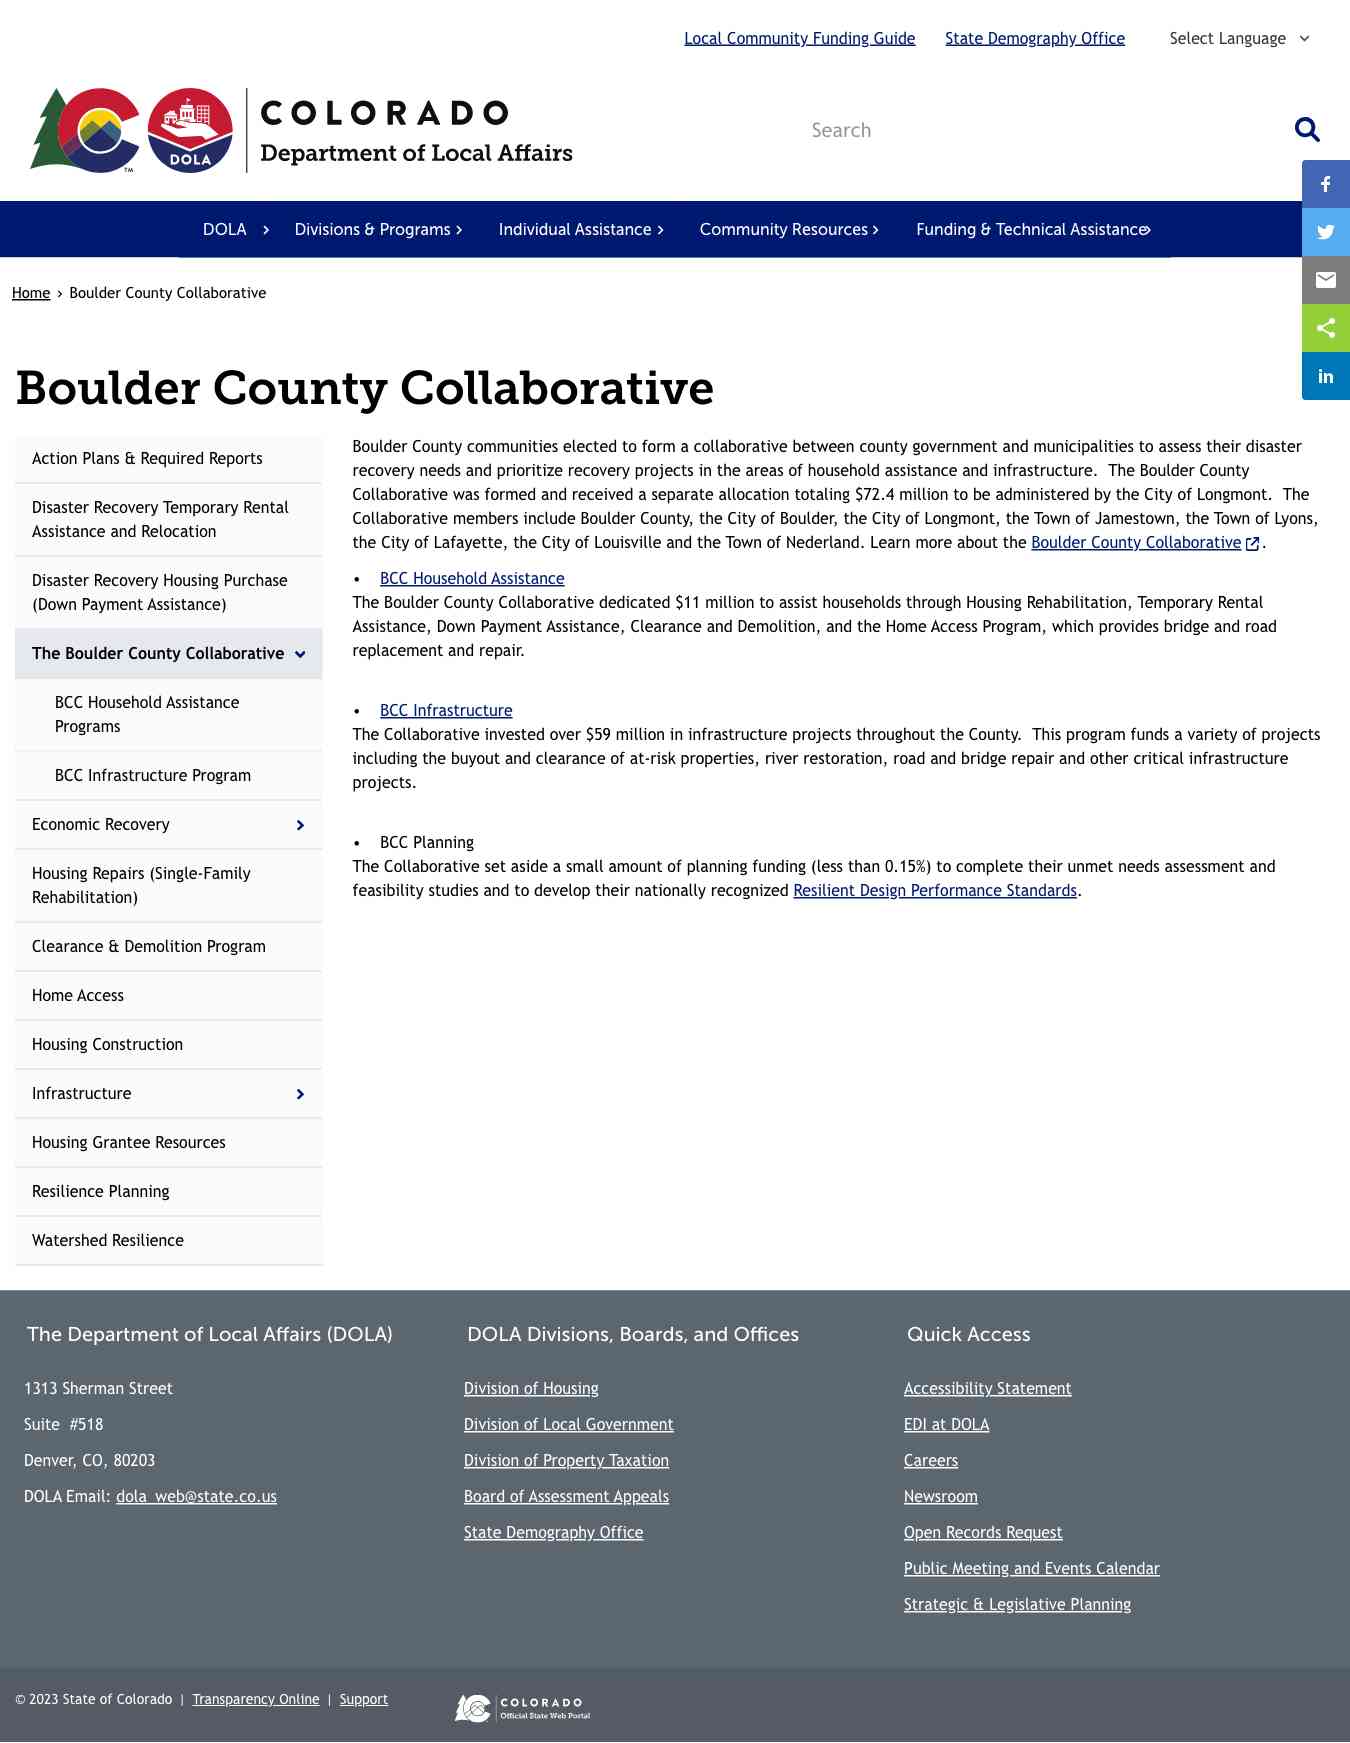 Local Community Funding Guide State Demography Office Select Language
COLORADO
Department of Local Affairs
DOLA
TM
Search
DOLA Divisions & Programs Individual Assistance Community Resources Funding & Technical Assistance
Home › Boulder County Collaborative
Boulder County Collaborative
Action Plans & Required Reports
Disaster Recovery Temporary Rental
Assistance and Relocation
Disaster Recovery Housing Purchase
(Down Payment Assistance)
The Boulder County Collaborative
BCC Household Assistance
Programs
BCC Infrastructure Program
Economic Recovery
Housing Repairs (Single-Family
Rehabilitation)
Clearance & Demolition Program
Home Access
Housing Construction
Infrastructure
Housing Grantee Resources
Resilience Planning
Watershed Resilience
Boulder County communities elected to form a collaborative between county government and municipalities to assess their disaster
recovery needs and prioritize recovery projects in the areas of household assistance and infrastructure.  The Boulder County
Collaborative was formed and received a separate allocation totaling $72.4 million to be administered by the City of Longmont.  The
Collaborative members include Boulder County, the City of Boulder, the City of Longmont, the Town of Jamestown, the Town of Lyons,
the City of Lafayette, the City of Louisville and the Town of Nederland. Learn more about the Boulder County Collaborative .
• BCC Household Assistance
The Boulder County Collaborative dedicated $11 million to assist households through Housing Rehabilitation, Temporary Rental
Assistance, Down Payment Assistance, Clearance and Demolition, and the Home Access Program, which provides bridge and road
replacement and repair.
• BCC Infrastructure
The Collaborative invested over $59 million in infrastructure projects throughout the County.  This program funds a variety of projects
including the buyout and clearance of at-risk properties, river restoration, road and bridge repair and other critical infrastructure
projects.
• BCC Planning
The Collaborative set aside a small amount of planning funding (less than 0.15%) to complete their unmet needs assessment and
feasibility studies and to develop their nationally recognized Resilient Design Performance Standards.
The Department of Local Affairs (DOLA)
1313 Sherman Street
Suite  #518
Denver, CO, 80203
DOLA Email: dola_web@state.co.us
DOLA Divisions, Boards, and Offices
Division of Housing
Division of Local Government
Division of Property Taxation
Board of Assessment Appeals
State Demography Office
Quick Access
Accessibility Statement
EDI at DOLA
Careers
Newsroom
Open Records Request
Public Meeting and Events Calendar
Strategic & Legislative Planning
© 2023 State of Colorado | Transparency Online | Support
COLORADO
Official State Web Portal